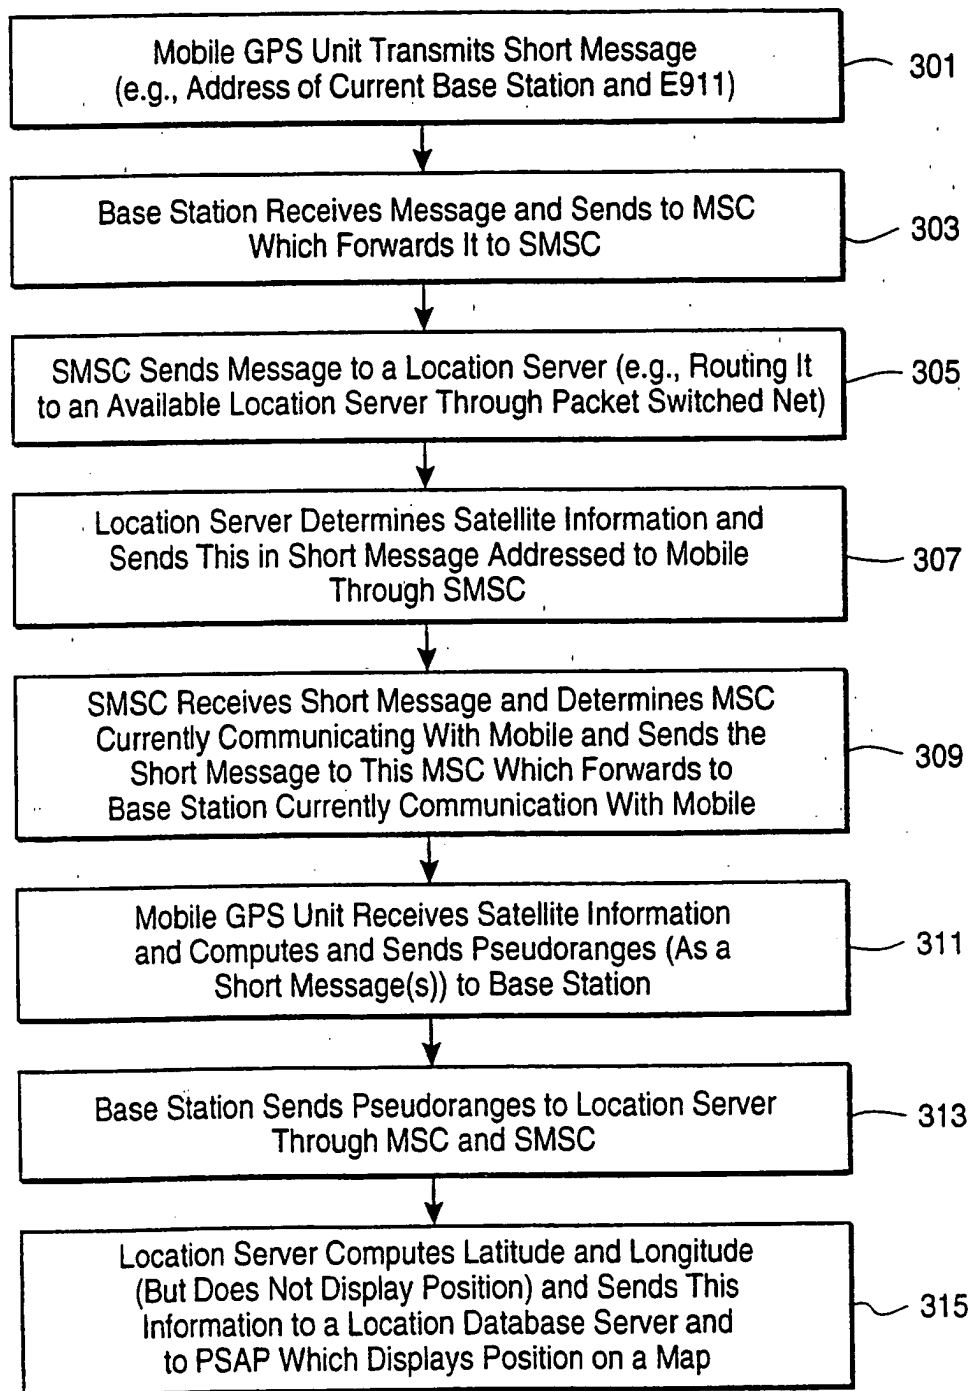 Mobile GPS Unit Transmits Short Message
(e.g., Address of Current Base Station and E911)
301
Base Station Receives Message and Sends to MSC
Which Forwards It to SMSC
303
SMSC Sends Message to a Location Server (e.g., Routing It
to an Available Location Server Through Packet Switched Net)
305
Location Server Determines Satellite Information and
Sends This in Short Message Addressed to Mobile
Through SMSC
307
SMSC Receives Short Message and Determines MSC
Currently Communicating With Mobile and Sends the
Short Message to This MSC Which Forwards to
Base Station Currently Communication With Mobile
309
Mobile GPS Unit Receives Satellite Information
and Computes and Sends Pseudoranges (As a
Short Message(s)) to Base Station
311
Base Station Sends Pseudoranges to Location Server
Through MSC and SMSC
313
Location Server Computes Latitude and Longitude
(But Does Not Display Position) and Sends This
Information to a Location Database Server and
to PSAP Which Displays Position on a Map
315